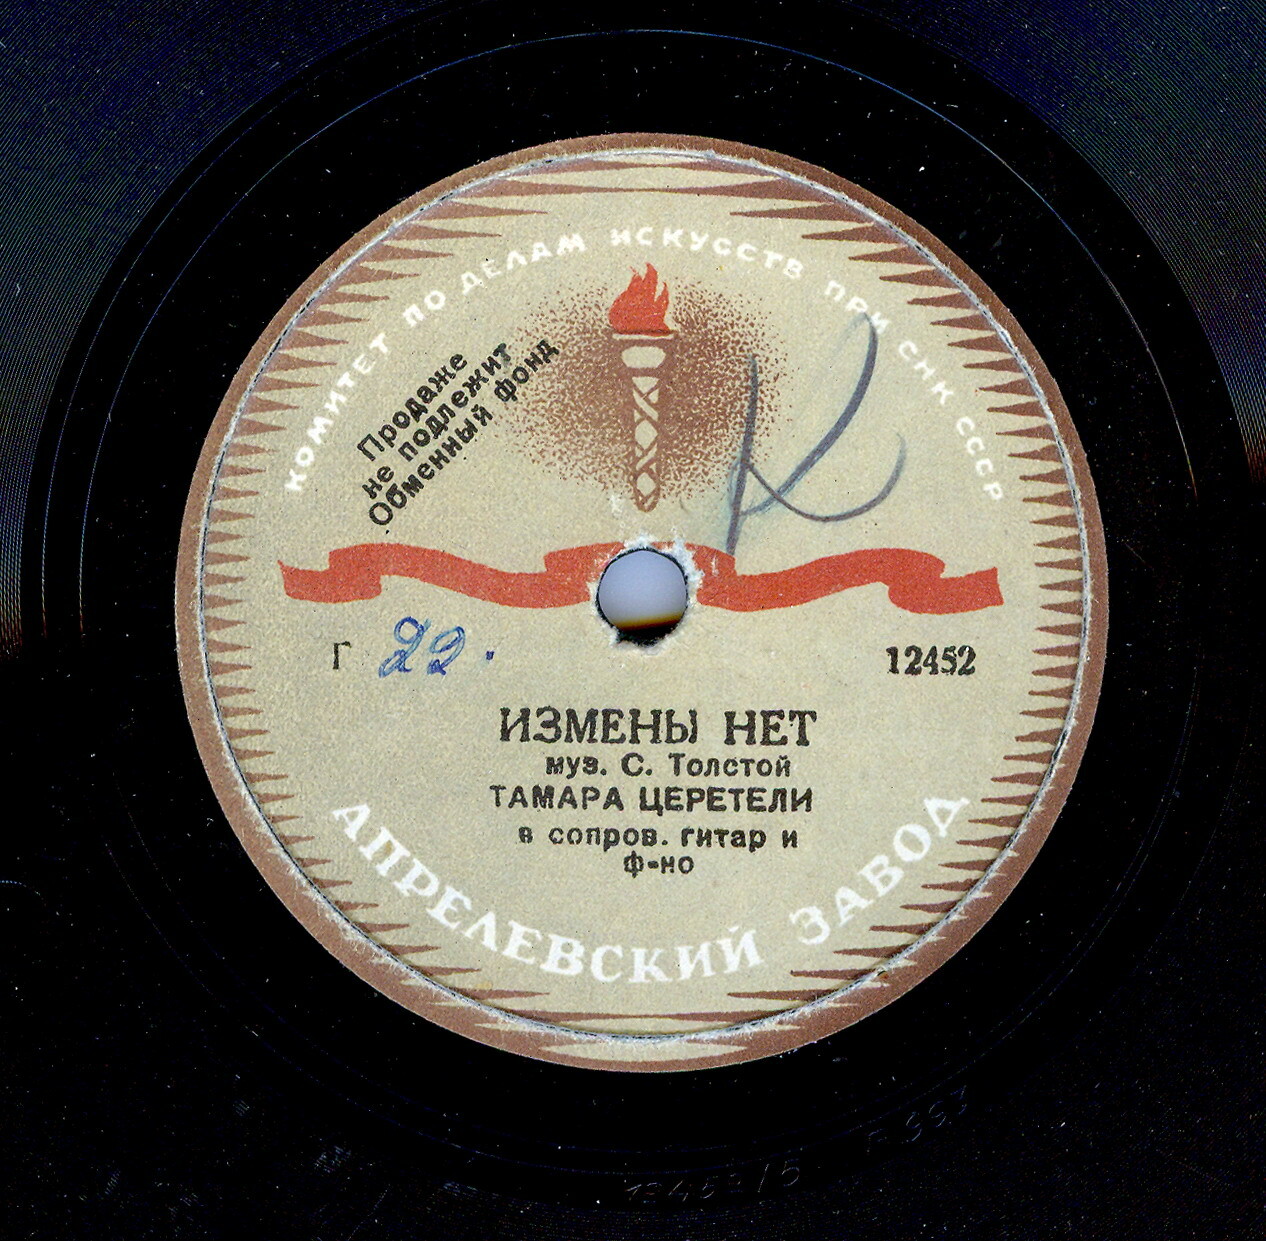 КОМИТЕТ ПО ДЕЛАМ ИСКУССТВ ПРИ СНК СССР
Продаже
не подлежит
Обменный фонд
К
Г 22.
12452
ИЗМЕНЫ НЕТ
муз. С. Толстой
ТАМАРА ЦЕРЕТЕЛИ
в сопров. гитар и
ф-но
АПРЕЛЕВСКИЙ ЗАВОД